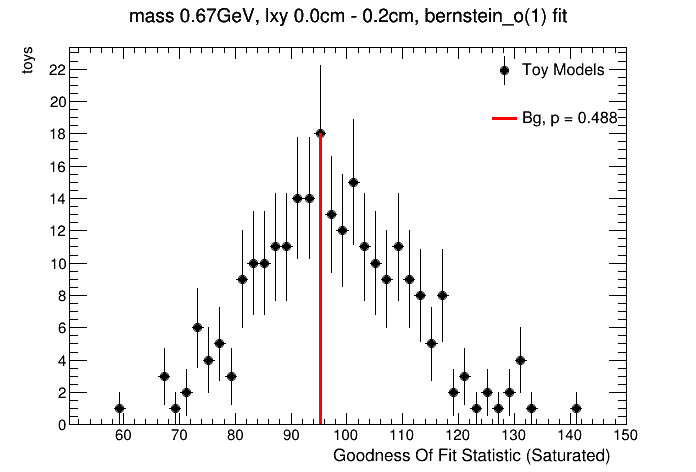 mass 0.67GeV, lxy 0.0cm - 0.2cm, bernstein_o(1) fit
toys
Toy Models
Bg, p = 0.488
22
20
18
16
14
12
10
8
6
4
2
0
60 70 80 90 100 110 120 130 140 150
Goodness Of Fit Statistic (Saturated)